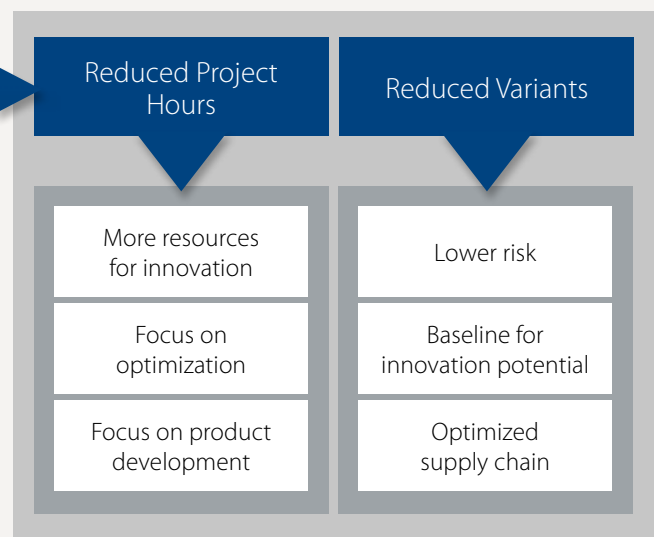 Reduced Project
Hours
Reduced Variants
More resources
for innovation
Focus on
optimization
Focus on product
development
Lower risk
Baseline for
innovation potential
Optimized
supply chain